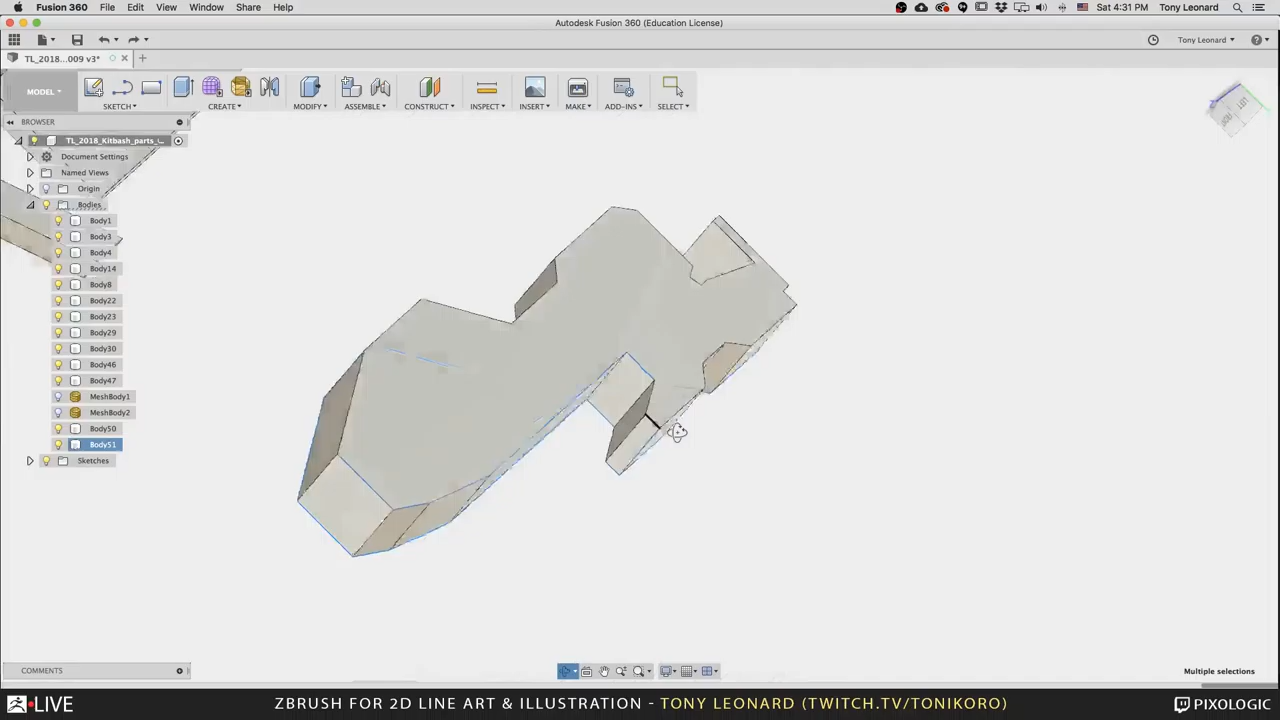 Fusion 360 File Edit View Window Share Help Sat 4:31 PM Tony Leonard
Autodesk Fusion 360 (Education License)
Tony Leonard
TL_2018...009 v3*
MODEL
SKETCH CREATE MODIFY ASSEMBLE CONSTRUCT INSPECT INSERT MAKE ADD-INS SELECT
BROWSER
TL_2018_Kitbash_parts_...
Document Settings
Named Views
Origin
Bodies
Body1
Body3
Body4
Body14
Body8
Body22
Body23
Body29
Body30
Body46
Body47
MeshBody1
MeshBody2
Body50
Body51
Sketches
COMMENTS
Multiple selections
LIVE
ZBRUSH FOR 2D LINE ART & ILLUSTRATION - TONY LEONARD (TWITCH.TV/TONIKORO)
PIXOLOGIC